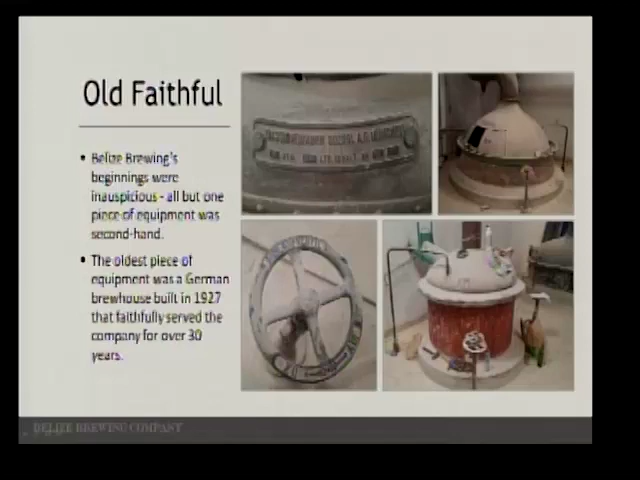 Old Faithful
• Belize Brewing's
beginnings were
inauspicious - all but one
piece of equipment was
second-hand.
• The oldest piece of
equipment was a German
brewhouse built in 1927
that faithfully served the
company for over 30
years.
BELIZE BREWING COMPANY